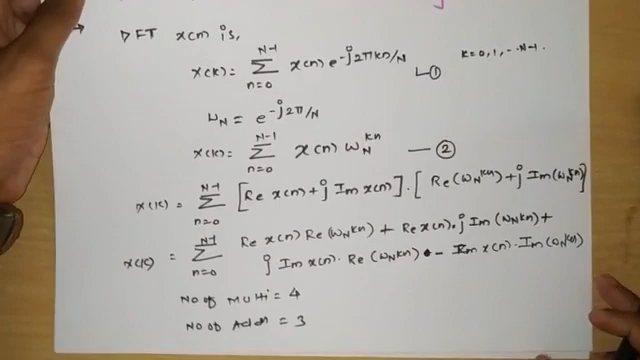 DFT x(n) is,
X(K) = Σ_{n=0}^{N-1} x(n) e^{-j2πkn/N} —① K=0,1,--N-1.
W_N = e^{-j2π/N}
X(K) = Σ_{n=0}^{N-1} x(n) W_N^{kn} —②
X(K) = Σ_{n=0}^{N-1} [Re x(n) + j Im x(n)] . [Re(W_N^{kn}) + j Im(W_N^{kn})]
X(K) = Σ_{n=0}^{N-1} Re x(n) Re(W_N^{kn}) + Re x(n). j Im(W_N^{kn}) +
j Im x(n). Re(W_N^{kn}) - Im x(n). Im(W_N^{kn})
No of Multi = 4
No of Addn = 3